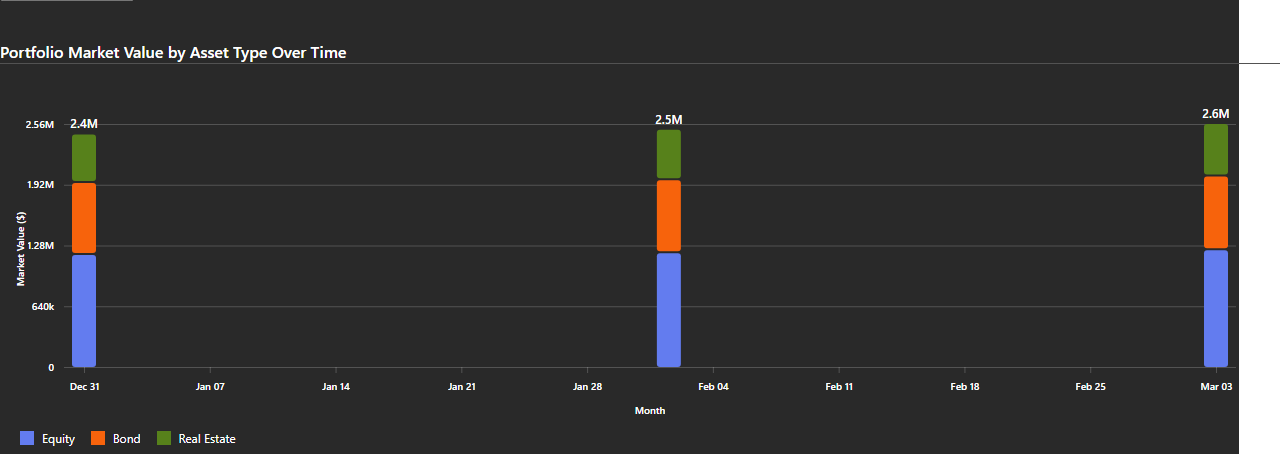 Portfolio Market Value by Asset Type Over Time
2.4M
2.5M
2.6M
2.56M
1.92M
1.28M
640k
0
Market Value ($)
Dec 31 Jan 07 Jan 14 Jan 21 Jan 28 Feb 04 Feb 11 Feb 18 Feb 25 Mar 03
Month
Equity Bond Real Estate